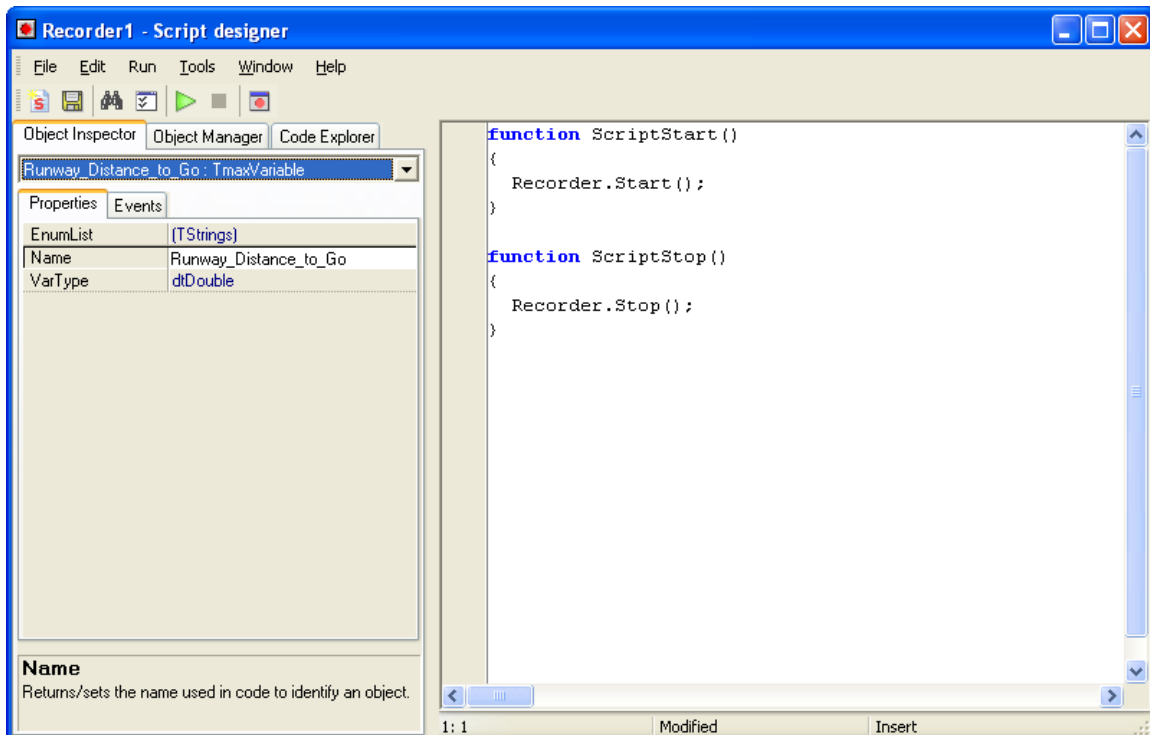 Recorder1 - Script designer
File Edit Run Tools Window Help
Object Inspector Object Manager Code Explorer
Runway_Distance_to_Go : TmaxVariable
Properties Events
EnumList (TStrings)
Name Runway_Distance_to_Go
VarType dtDouble
Name
Returns/sets the name used in code to identify an object.
function ScriptStart()
{
Recorder.Start();
}
function ScriptStop()
{
Recorder.Stop();
}
1: 1 Modified Insert